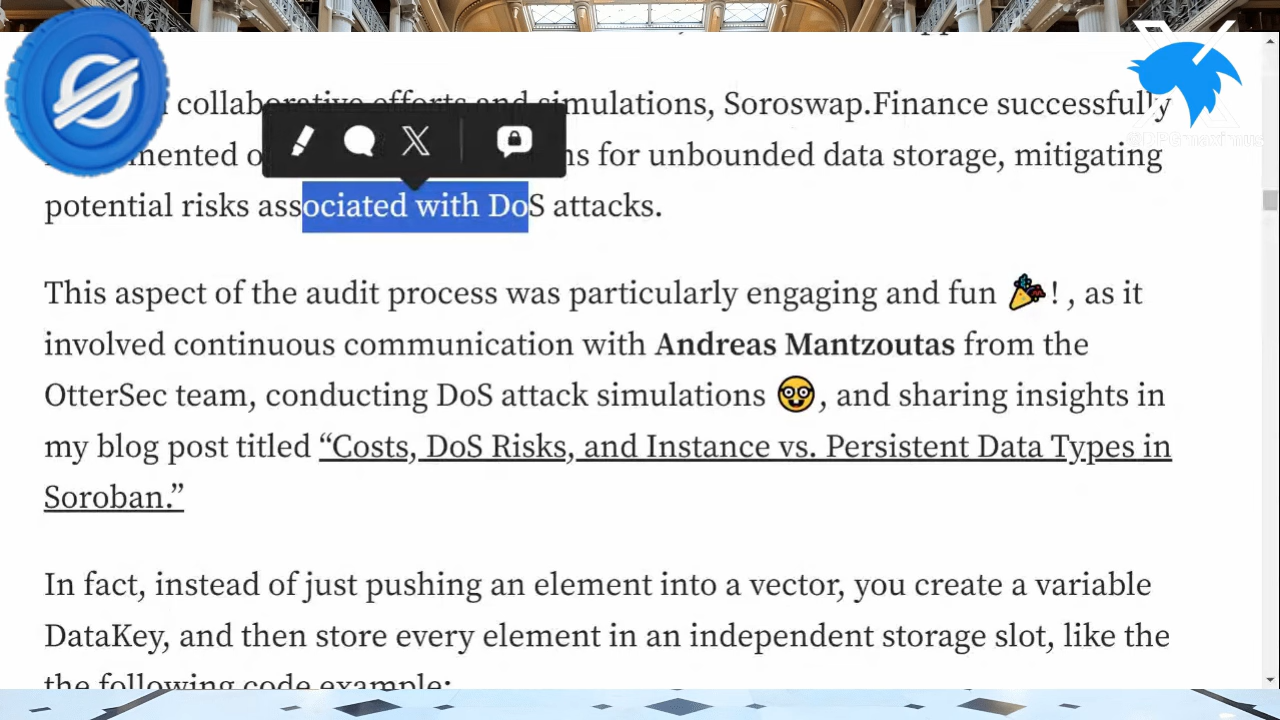 collaborative efforts and simulations, Soroswap.Finance successfully
for unbounded data storage, mitigating
potential risks associated with DoS attacks.
This aspect of the audit process was particularly engaging and fun 🎉! , as it
involved continuous communication with Andreas Mantzoutas from the
OtterSec team, conducting DoS attack simulations 🤓, and sharing insights in
my blog post titled “Costs, DoS Risks, and Instance vs. Persistent Data Types in
Soroban.”
In fact, instead of just pushing an element into a vector, you create a variable
DataKey, and then store every element in an independent storage slot, like the
the following code example: